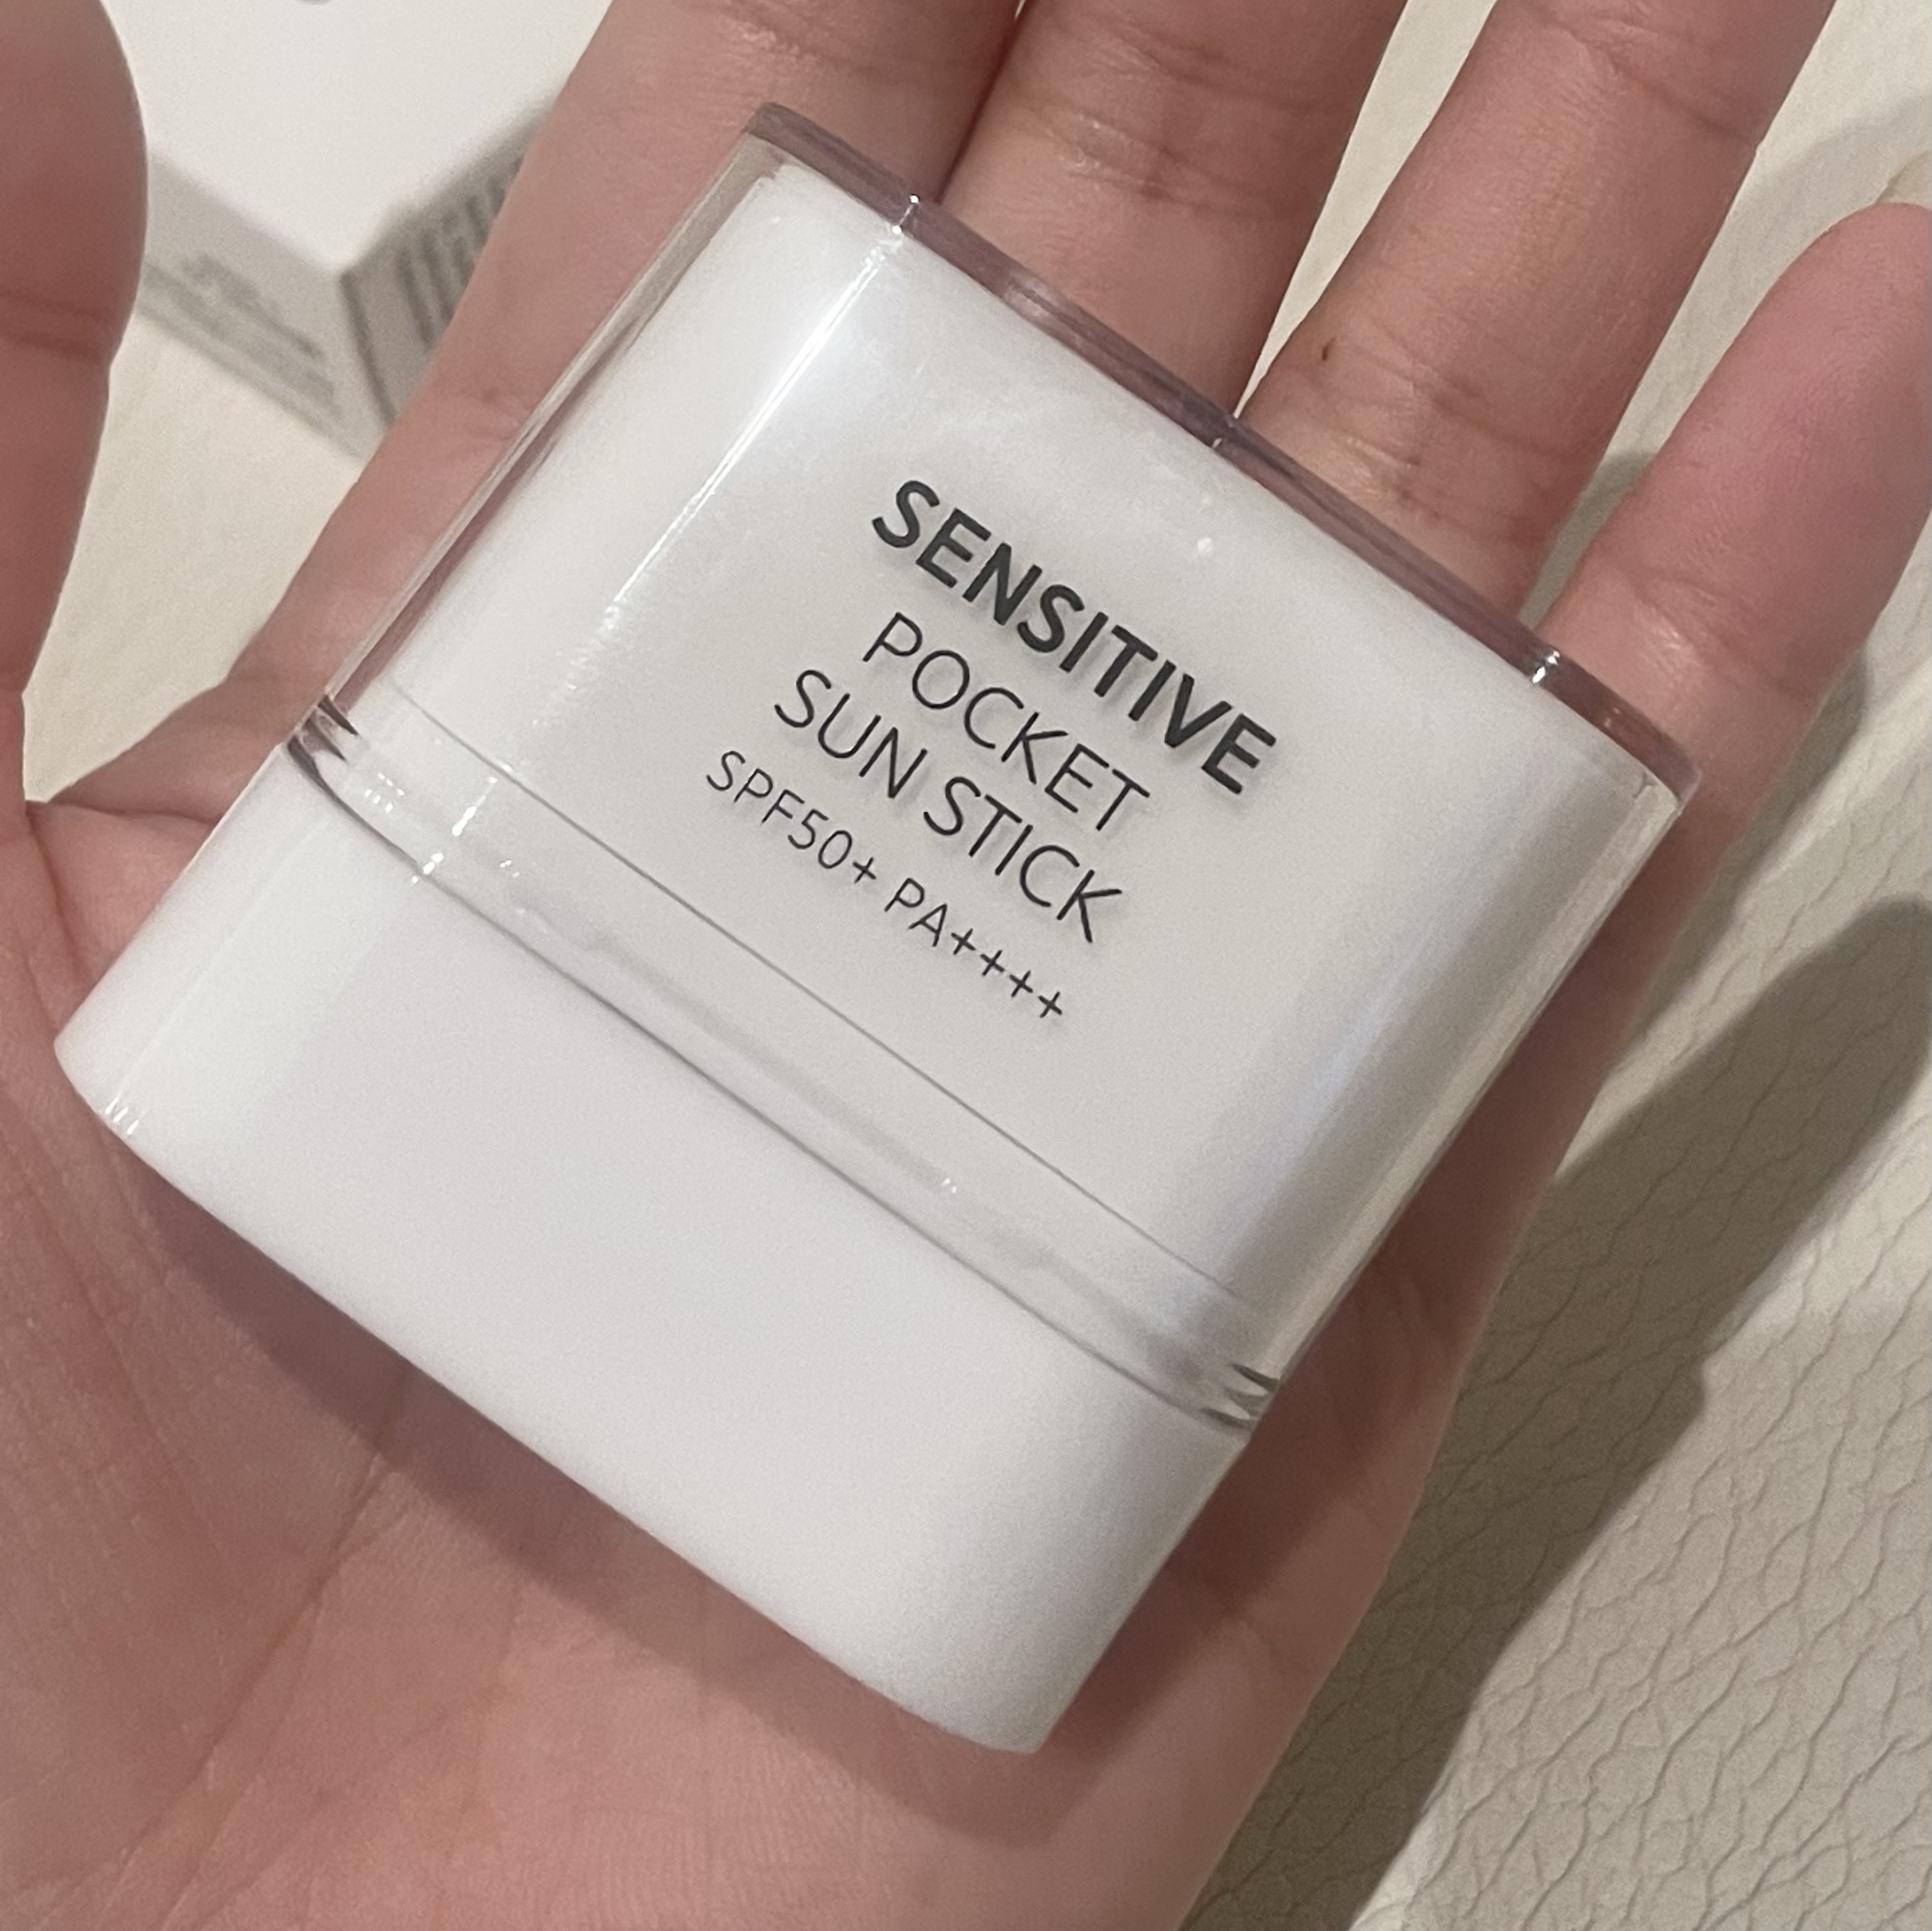 SENSITIVE
POCKET
SUN STICK
SPF50+ PA++++